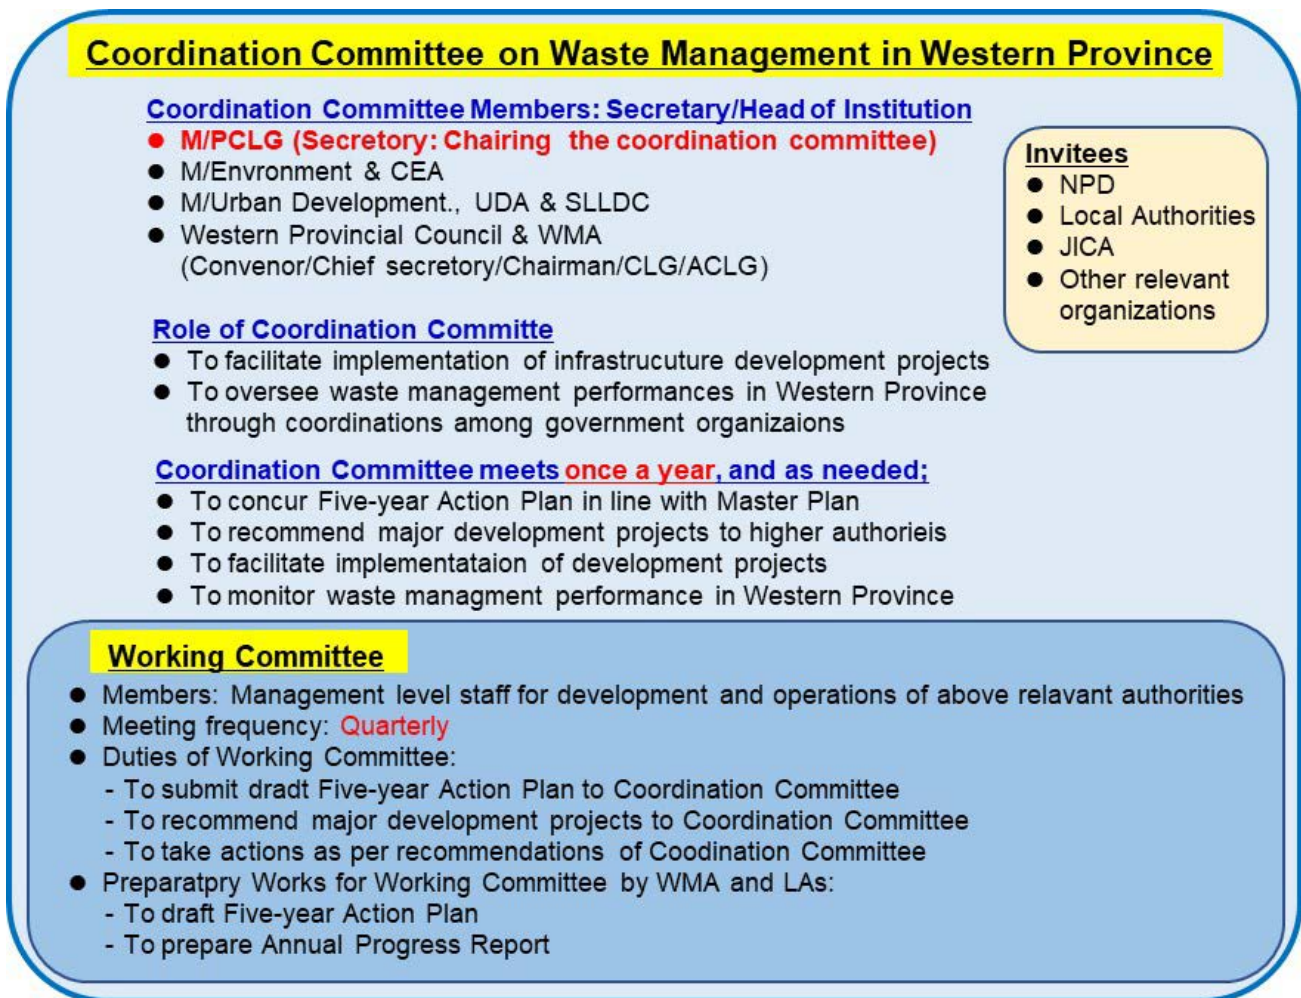 Coordination Committee on Waste Management in Western Province
Coordination Committee Members: Secretary/Head of Institution
● M/PCLG (Secretory: Chairing the coordination committee)
● M/Envronment & CEA
● M/Urban Development., UDA & SLLDC
● Western Provincial Council & WMA
(Convenor/Chief secretory/Chairman/CLG/ACLG)
Invitees
● NPD
● Local Authorities
● JICA
● Other relevant
organizations
Role of Coordination Committe
● To facilitate implementation of infrastrucuture development projects
● To oversee waste management performances in Western Province
through coordinations among government organizaions
Coordination Committee meets once a year, and as needed;
● To concur Five-year Action Plan in line with Master Plan
● To recommend major development projects to higher authorieis
● To facilitate implementataion of development projects
● To monitor waste managment performance in Western Province
Working Committee
● Members: Management level staff for development and operations of above relavant authorities
● Meeting frequency: Quarterly
● Duties of Working Committee:
- To submit dradt Five-year Action Plan to Coordination Committee
- To recommend major development projects to Coordination Committee
- To take actions as per recommendations of Coodination Committee
● Preparatpry Works for Working Committee by WMA and LAs:
- To draft Five-year Action Plan
- To prepare Annual Progress Report